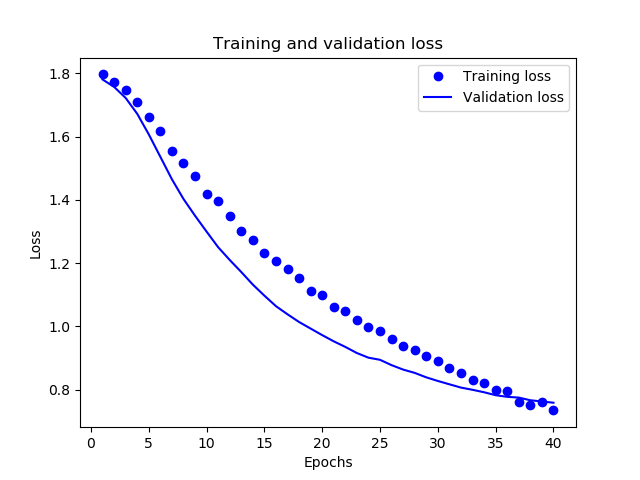 Training and validation loss
Training loss
Validation loss
1.8
1.6
1.4
1.2
1.0
0.8
Loss
0 5 10 15 20 25 30 35 40
Epochs